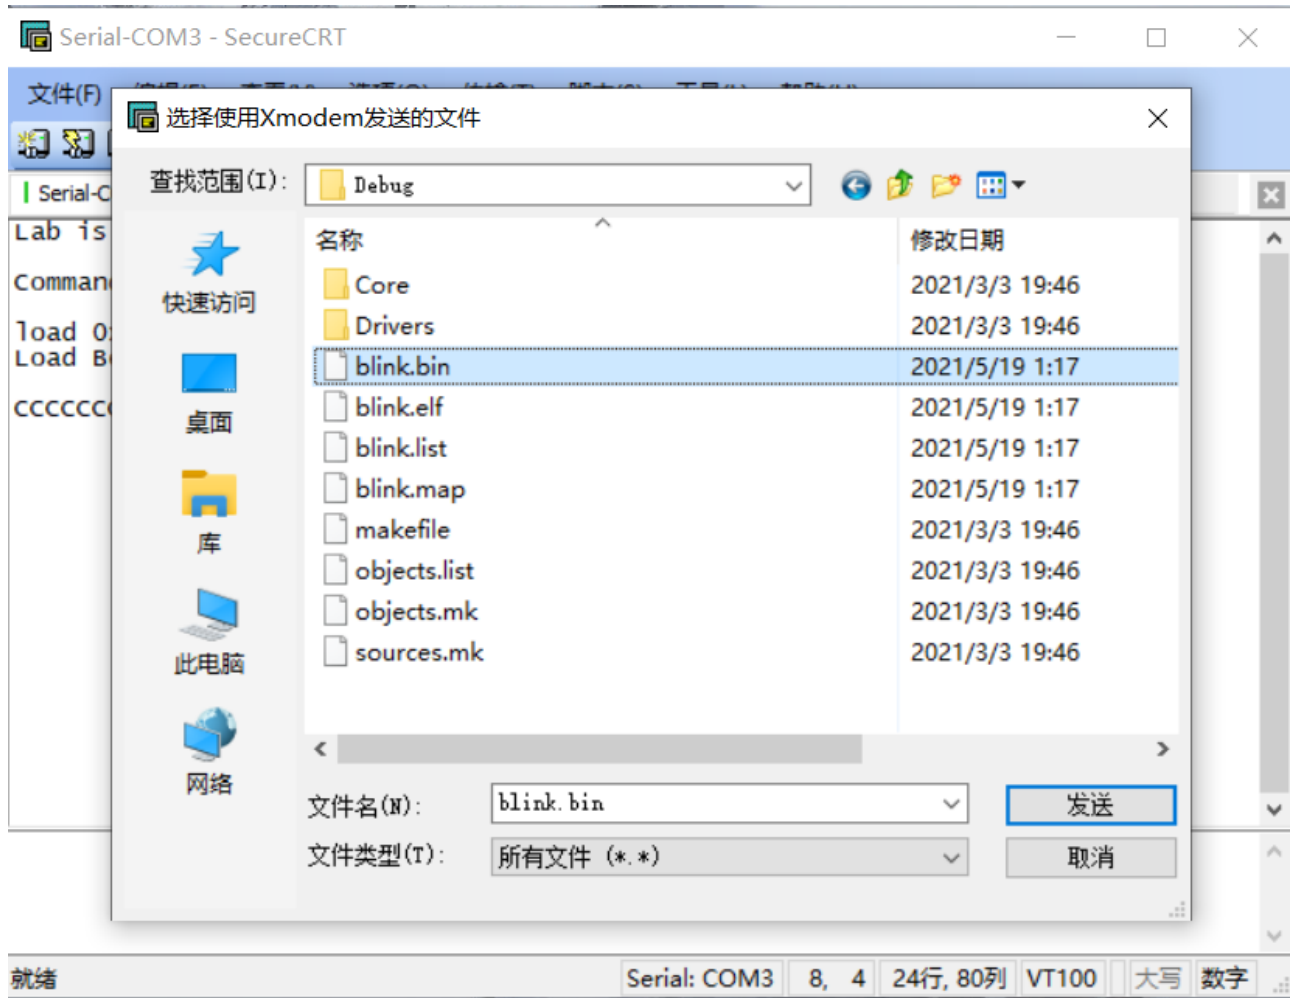 Serial-COM3 - SecureCRT
文件(F)
选择使用Xmodem发送的文件
查找范围(I):
Debug
Serial-C
Lab is
Comman
load 0
Load B
CCCCCC
名称
修改日期
快速访问
桌面
库
此电脑
网络
Core
2021/3/3 19:46
Drivers
2021/3/3 19:46
blink.bin
2021/5/19 1:17
blink.elf
2021/5/19 1:17
blink.list
2021/5/19 1:17
blink.map
2021/5/19 1:17
makefile
2021/3/3 19:46
objects.list
2021/3/3 19:46
objects.mk
2021/3/3 19:46
sources.mk
2021/3/3 19:46
文件名(N):
blink.bin
发送
文件类型(T):
所有文件 (*.*)
取消
就绪
Serial: COM3
8, 4
24行, 80列
VT100
大写
数字